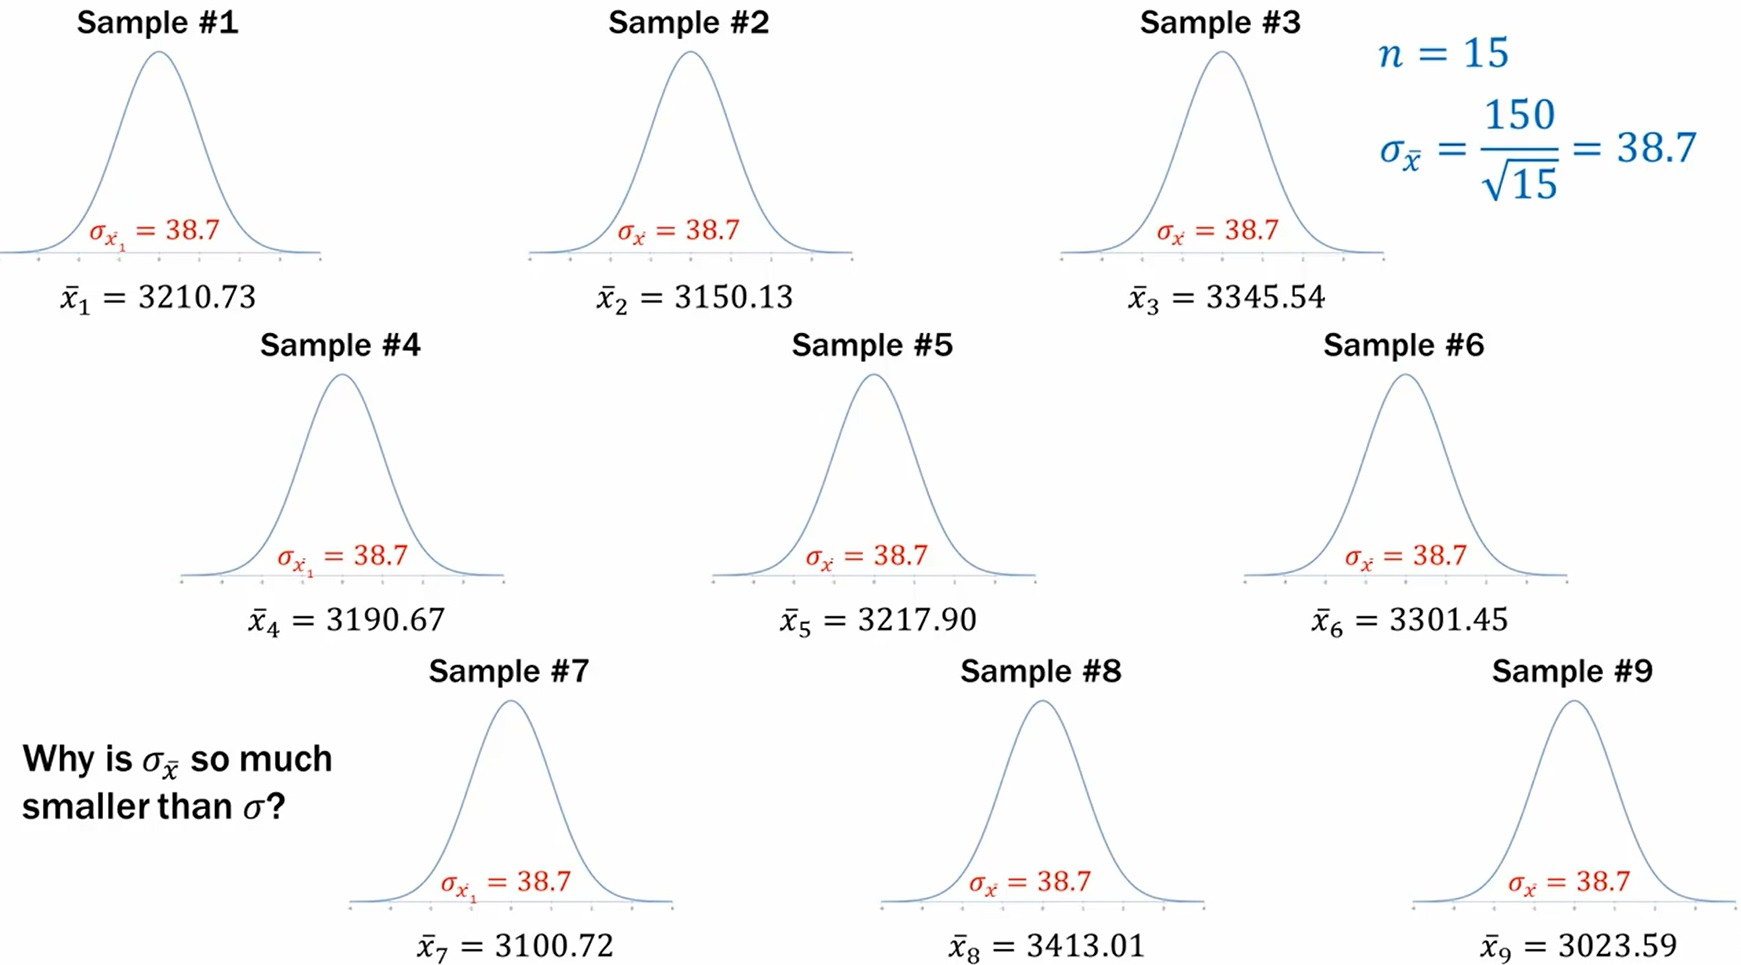 Sample #1
Sample #2
Sample #3
n = 15
σx̄ = 150/√15 = 38.7
σx̄₁ = 38.7
σx̄ = 38.7
σx̄ = 38.7
x̄₁ = 3210.73
x̄₂ = 3150.13
x̄₃ = 3345.54
Sample #4
Sample #5
Sample #6
σx̄₁ = 38.7
σx̄ = 38.7
σx̄ = 38.7
x̄₄ = 3190.67
x̄₅ = 3217.90
x̄₆ = 3301.45
Sample #7
Sample #8
Sample #9
Why is σx̄ so much
smaller than σ?
σx̄₁ = 38.7
σx̄ = 38.7
σx̄ = 38.7
x̄₇ = 3100.72
x̄₈ = 3413.01
x̄₉ = 3023.59